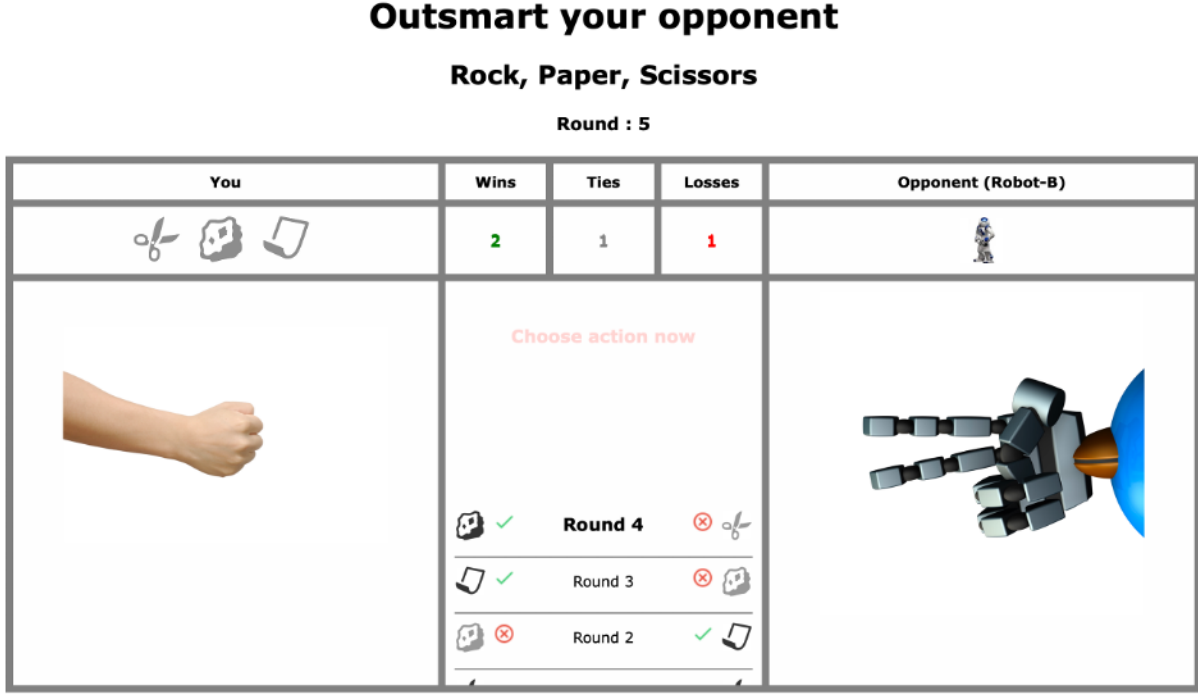 Outsmart your opponent
Rock, Paper, Scissors
Round : 5
You Wins Ties Losses Opponent (Robot-B)
2 1 1
Choose action now
Round 4
Round 3
Round 2